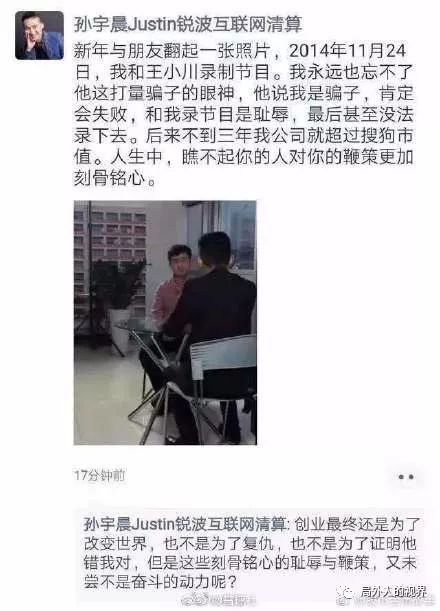 孙宇晨Justin锐波互联网清算
新年与朋友翻起一张照片，2014年11月24
日，我和王小川录制节目。我永远也忘不了
他这打量骗子的眼神，他说我是骗子，肯定
会失败，和我录节目是耻辱，最后甚至没法
录下去。后来不到三年我公司就超过搜狗市
值。人生中，瞧不起你的人对你的鞭策更加
刻骨铭心。
17分钟前
孙宇晨Justin锐波互联网清算: 创业最终还是为了
改变世界，也不是为了复仇，也不是为了证明他
错我对，但是这些刻骨铭心的耻辱与鞭策，又未
尝不是奋斗的动力呢？
局外人的视界